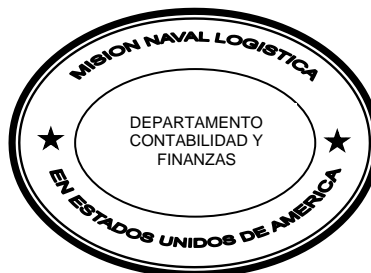 MISION NAVAL LOGISTICA
DEPARTAMENTO
CONTABILIDAD Y
FINANZAS
EN ESTADOS UNIDOS DE AMERICA